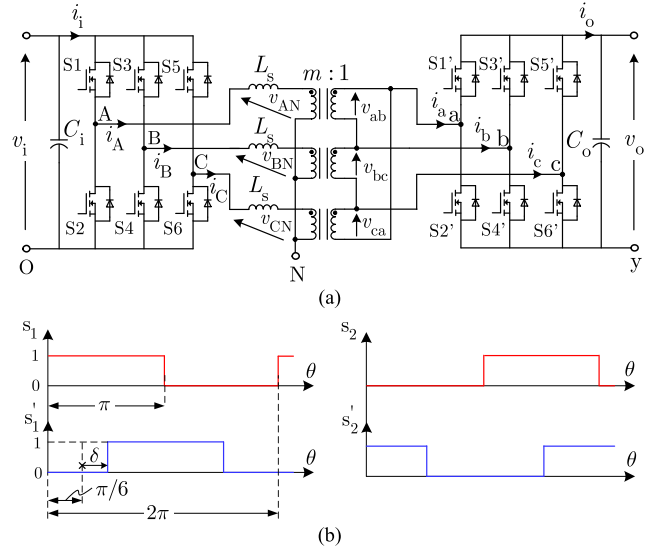 i_i
i_o
S1 S3 S5
L_s
m : 1
S1' S3' S5'
v_AN
v_ab
i_a a
A
i_A
L_s
B
i_B
i_b b
v_i
C_i
v_BN
v_bc
C_o
v_o
C
i_C
L_s
i_c c
S2 S4 S6
v_CN
v_ca
S2' S4' S6'
O
N
y
(a)
s_1
1
0
θ
π
s_1'
1
0
δ
θ
π/6
2π
s_2
θ
s_2'
θ
(b)